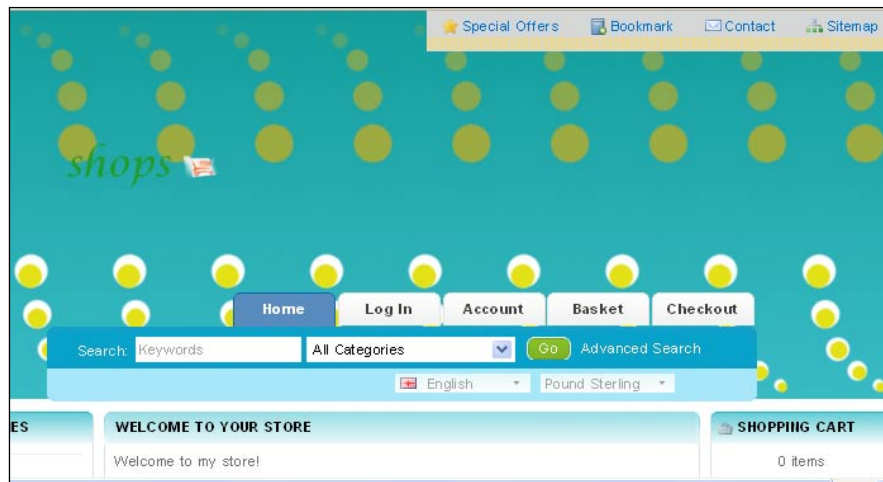 Special Offers Bookmark Contact Sitemap
shops
Home Log In Account Basket Checkout
Search: Keywords All Categories Go Advanced Search
English Pound Sterling
ES WELCOME TO YOUR STORE SHOPPING CART
Welcome to my store! 0 items